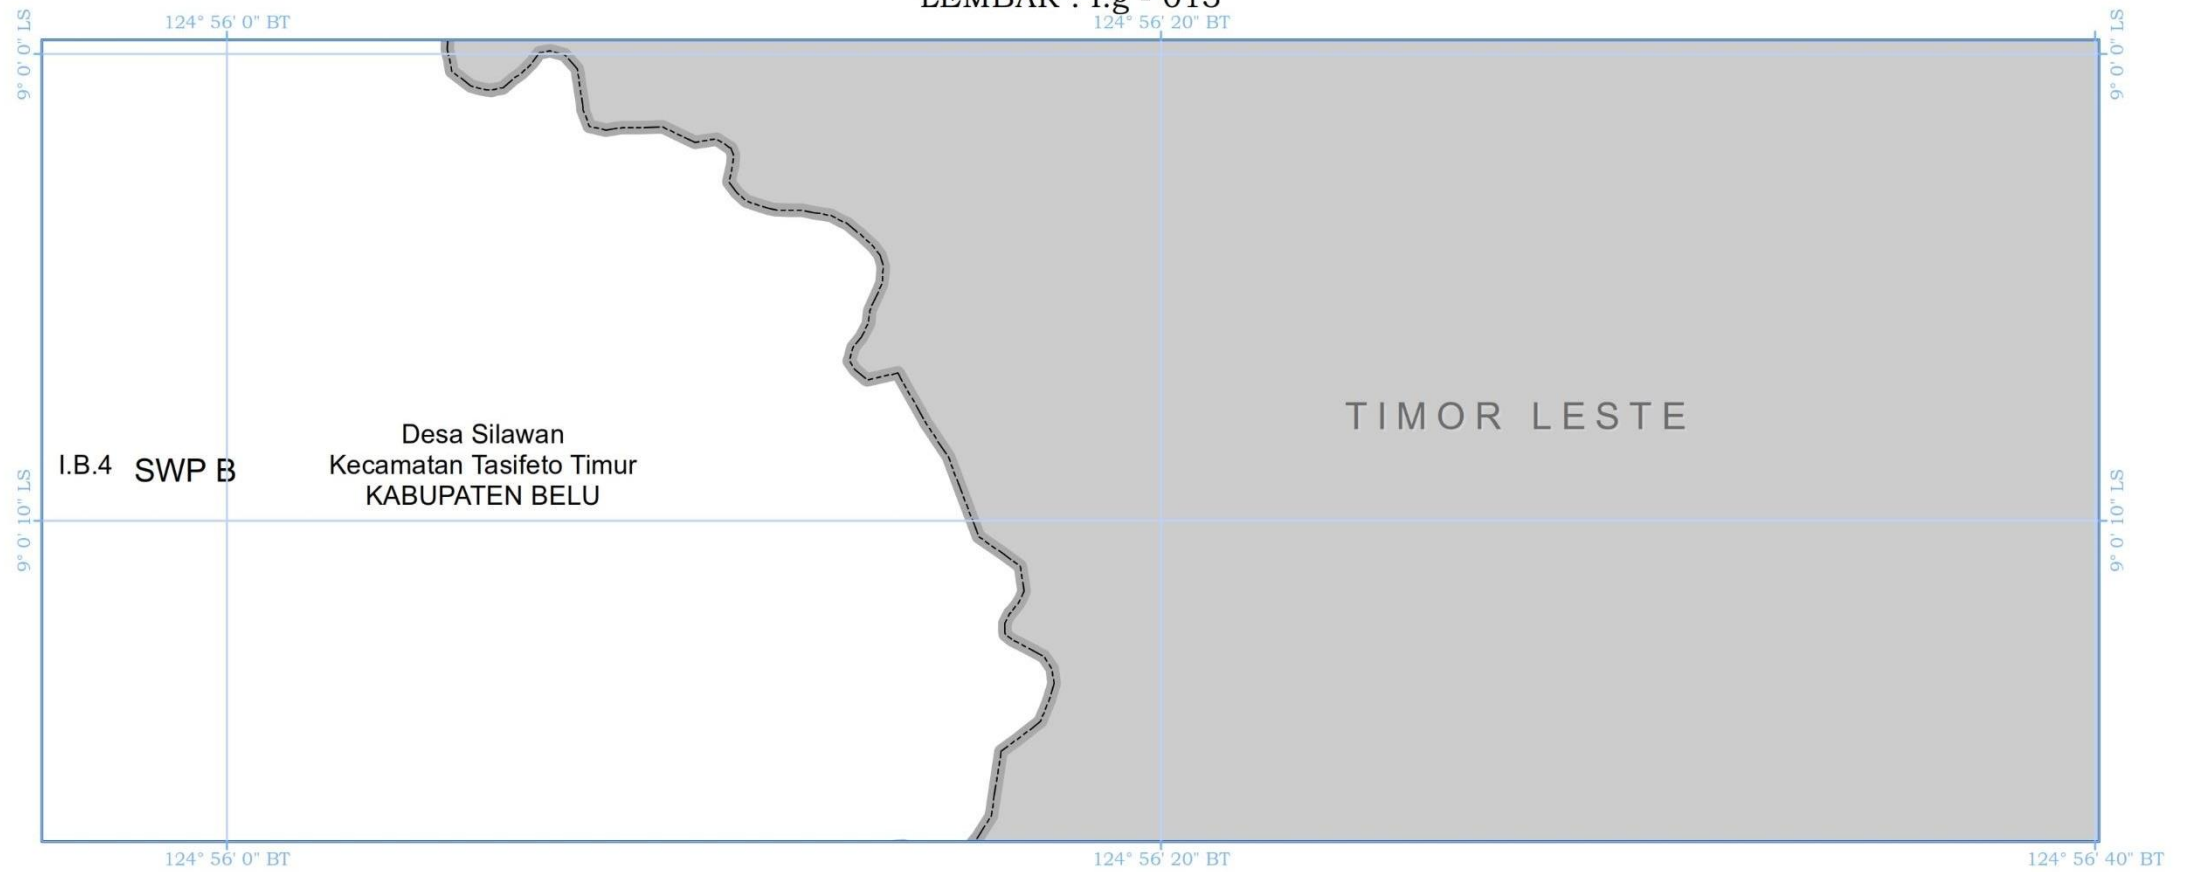 LEMBAR : I.g - 013
124° 56' 0" BT
124° 56' 20" BT
9° 0' 0" LS
9° 0' 0" LS
TIMOR LESTE
Desa Silawan
I.B.4 SWP B
Kecamatan Tasifeto Timur
KABUPATEN BELU
9° 0' 10" LS
9° 0' 10" LS
124° 56' 0" BT
124° 56' 20" BT
124° 56' 40" BT